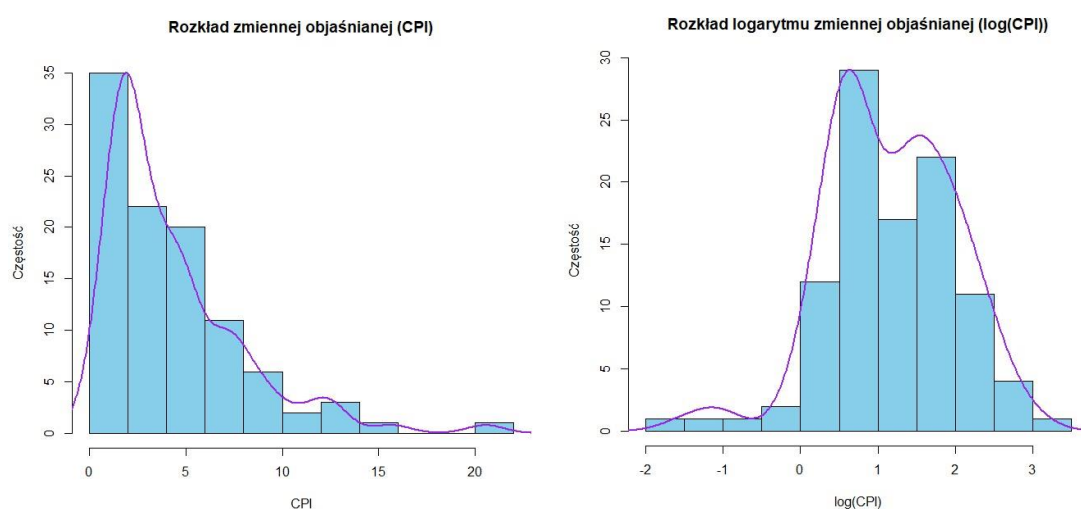 Rozkład zmiennej objaśnianej (CPI)
Częstość
35
30
25
20
15
10
5
0
0 5 10 15 20
CPI
Rozkład logarytmu zmiennej objaśnianej (log(CPI))
Częstość
30
25
20
15
10
5
0
-2 -1 0 1 2 3
log(CPI)